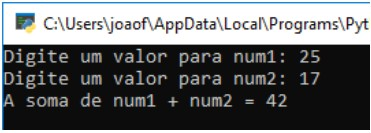 C:\Users\joaof\AppData\Local\Programs\Pyt
Digite um valor para num1: 25
Digite um valor para num2: 17
A soma de num1 + num2 = 42